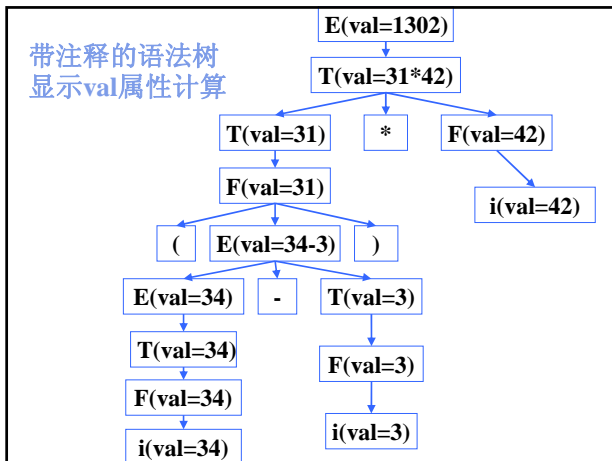 E(val=1302)
带注释的语法树
显示val属性计算
T(val=31*42)
T(val=31)
*
F(val=42)
F(val=31)
i(val=42)
(
E(val=34-3)
)
E(val=34)
-
T(val=3)
T(val=34)
F(val=3)
F(val=34)
i(val=3)
i(val=34)